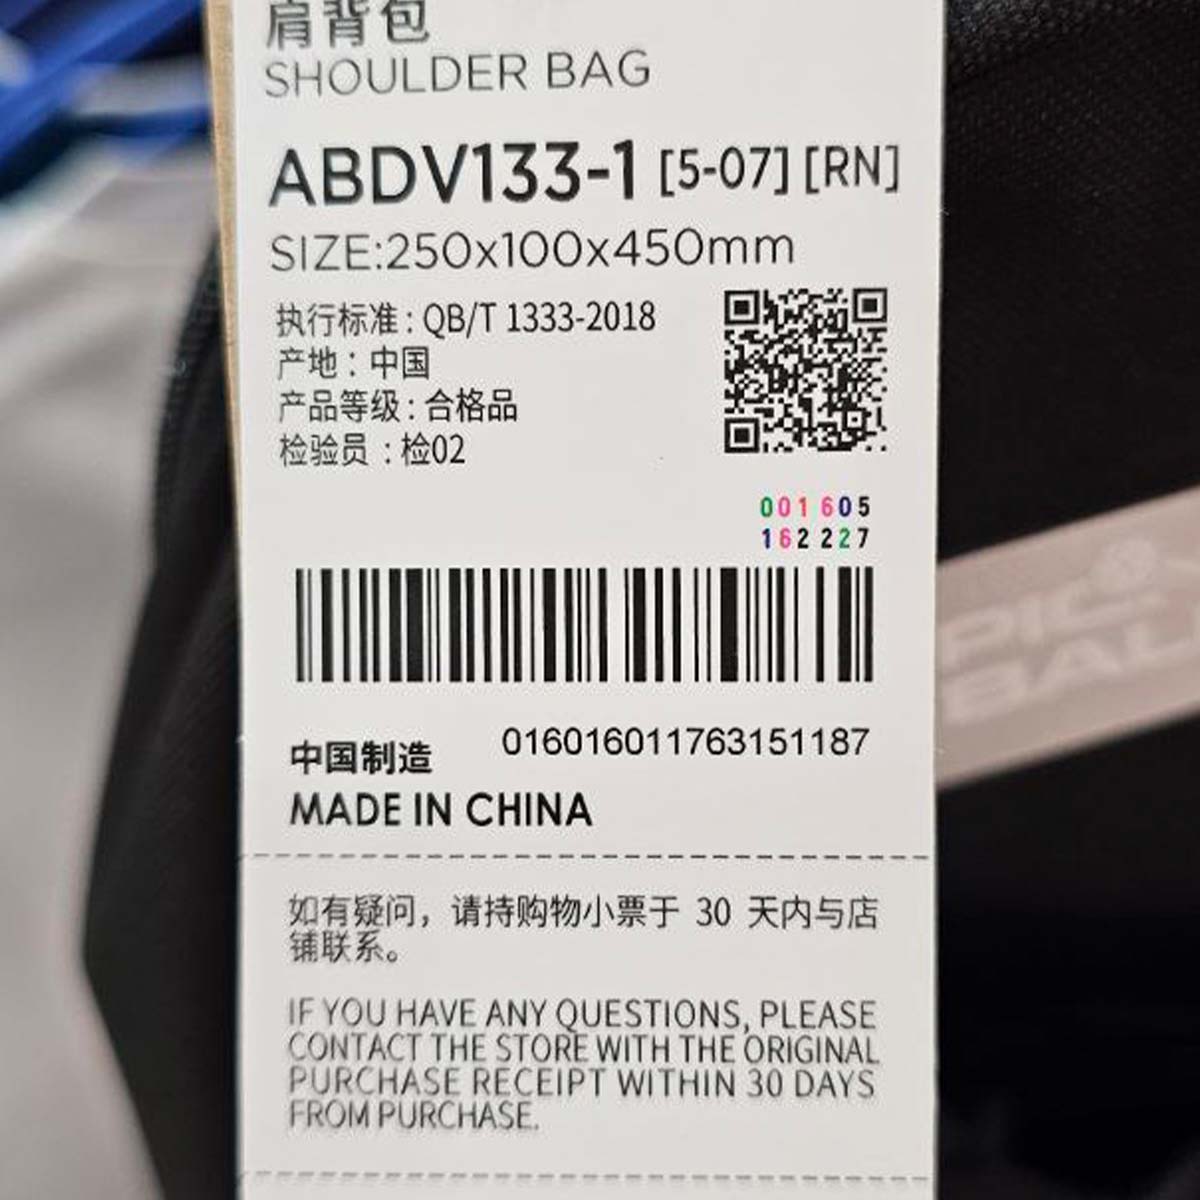 肩背包
SHOULDER BAG
ABDV133-1 [5-07] [RN]
SIZE:250x100x450mm
执行标准：QB/T 1333-2018
产地：中国
产品等级：合格品
检验员：检02
001605
162227
中国制造 016016011763151187
MADE IN CHINA
如有疑问，请持购物小票于 30 天内与店
铺联系。
IF YOU HAVE ANY QUESTIONS, PLEASE
CONTACT THE STORE WITH THE ORIGINAL
PURCHASE RECEIPT WITHIN 30 DAYS
FROM PURCHASE.